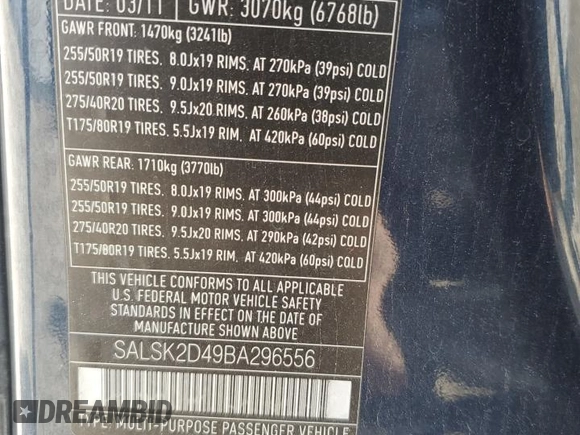 DATE: 03/11 GWR: 3070kg (6768lb)
GAWR FRONT: 1470kg (3241lb)
255/50R19 TIRES. 8.0Jx19 RIMS. AT 270kPa (39psi) COLD
255/50R19 TIRES. 9.0Jx19 RIMS. AT 270kPa (39psi) COLD
275/40R20 TIRES. 9.5Jx20 RIMS. AT 260kPa (38psi) COLD
T175/80R19 TIRES. 5.5Jx19 RIM. AT 420kPa (60psi) COLD
GAWR REAR: 1710kg (3770lb)
255/50R19 TIRES. 8.0Jx19 RIMS. AT 300kPa (44psi) COLD
255/50R19 TIRES. 9.0Jx19 RIMS. AT 300kPa (44psi) COLD
275/40R20 TIRES. 9.5Jx20 RIMS. AT 290kPa (42psi) COLD
T175/80R19 TIRES. 5.5Jx19 RIM. AT 420kPa (60psi) COLD
THIS VEHICLE CONFORMS TO ALL APPLICABLE
U.S. FEDERAL MOTOR VEHICLE SAFETY
STANDARDS IN EFFECT ON THE DATE OF
MANUFACTURE SHOWN ABOVE
SALSK2D49BA296556
TYPE: MULTI-PURPOSE PASSENGER VEHICLE
DREAMBID